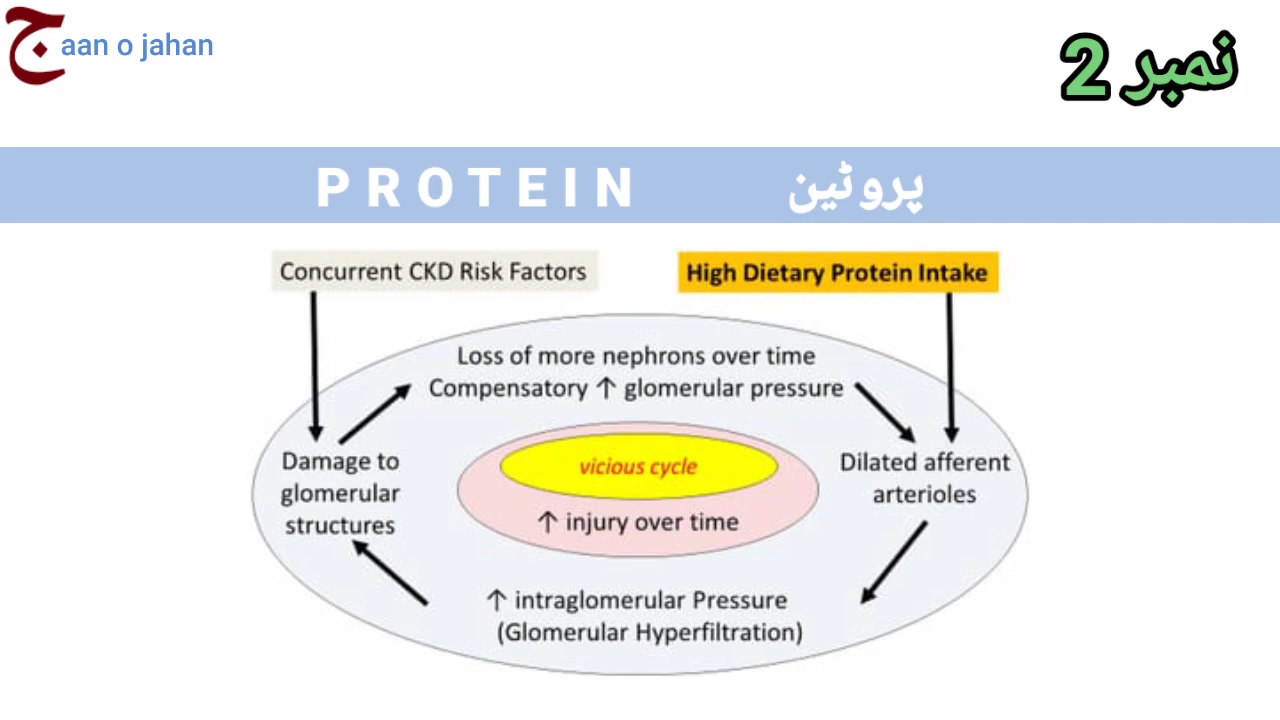 ج aan o jahan
نمبر 2
PROTEIN پروٹین
Concurrent CKD Risk Factors
High Dietary Protein Intake
Loss of more nephrons over time
Compensatory ↑ glomerular pressure
Damage to
glomerular
structures
vicious cycle
↑ injury over time
Dilated afferent
arterioles
↑ intraglomerular Pressure
(Glomerular Hyperfiltration)